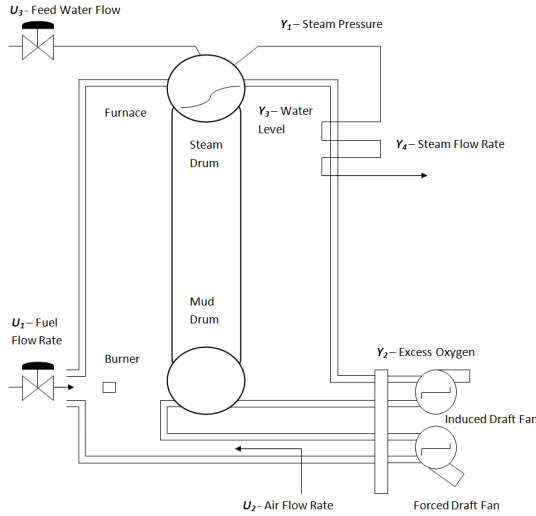 U3 - Feed Water Flow
Y1 – Steam Pressure
Furnace
Y3 – Water
Level
Steam
Drum
Y4 – Steam Flow Rate
Mud
Drum
U1 – Fuel
Flow Rate
Burner
Y2 – Excess Oxygen
Induced Draft Fan
U2 - Air Flow Rate
Forced Draft Fan